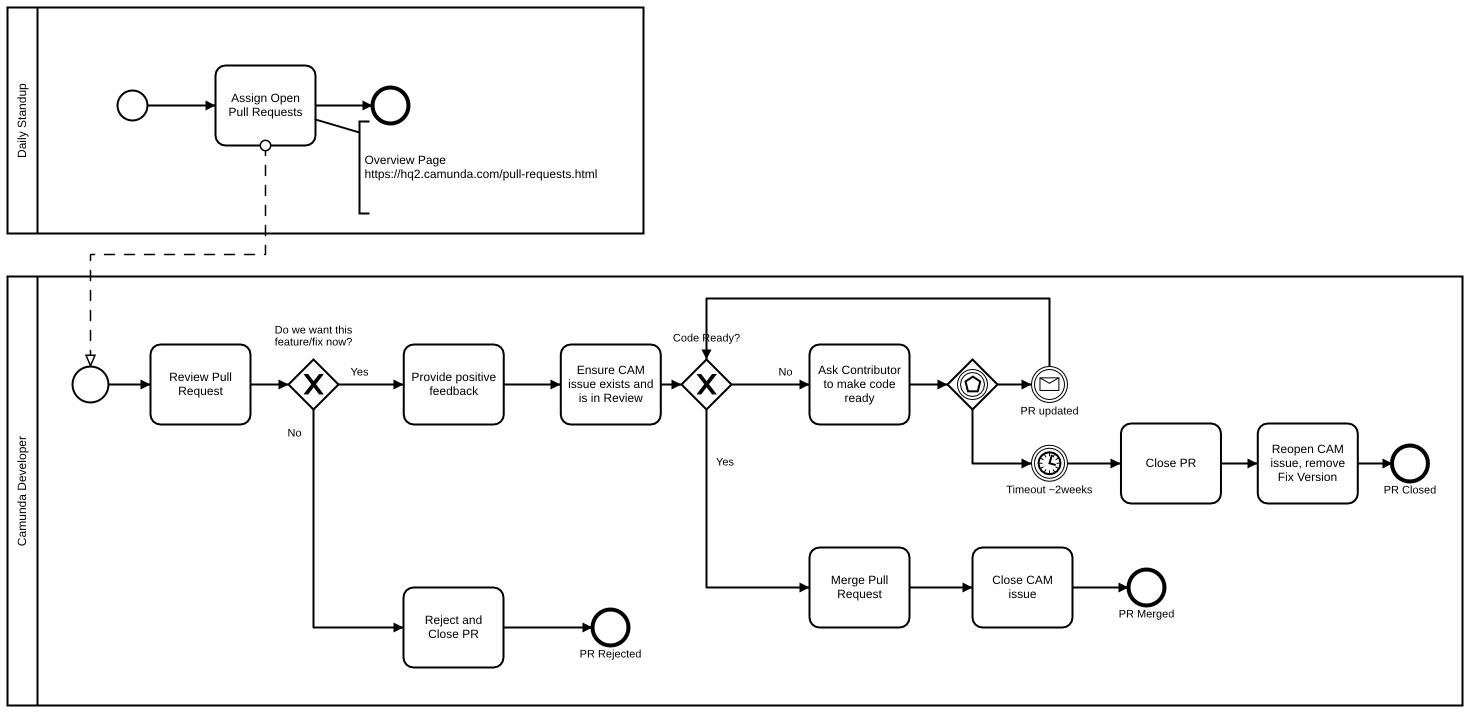 Daily Standup
Assign Open
Pull Requests
Overview Page
https://hq2.camunda.com/pull-requests.html
Camunda Developer
Review Pull
Request
Do we want this
feature/fix now?
Yes
No
Provide positive
feedback
Ensure CAM
issue exists and
is in Review
Code Ready?
No
Yes
Ask Contributor
to make code
ready
PR updated
Timeout ~2weeks
Close PR
Reopen CAM
issue, remove
Fix Version
PR Closed
Merge Pull
Request
Close CAM
issue
PR Merged
Reject and
Close PR
PR Rejected